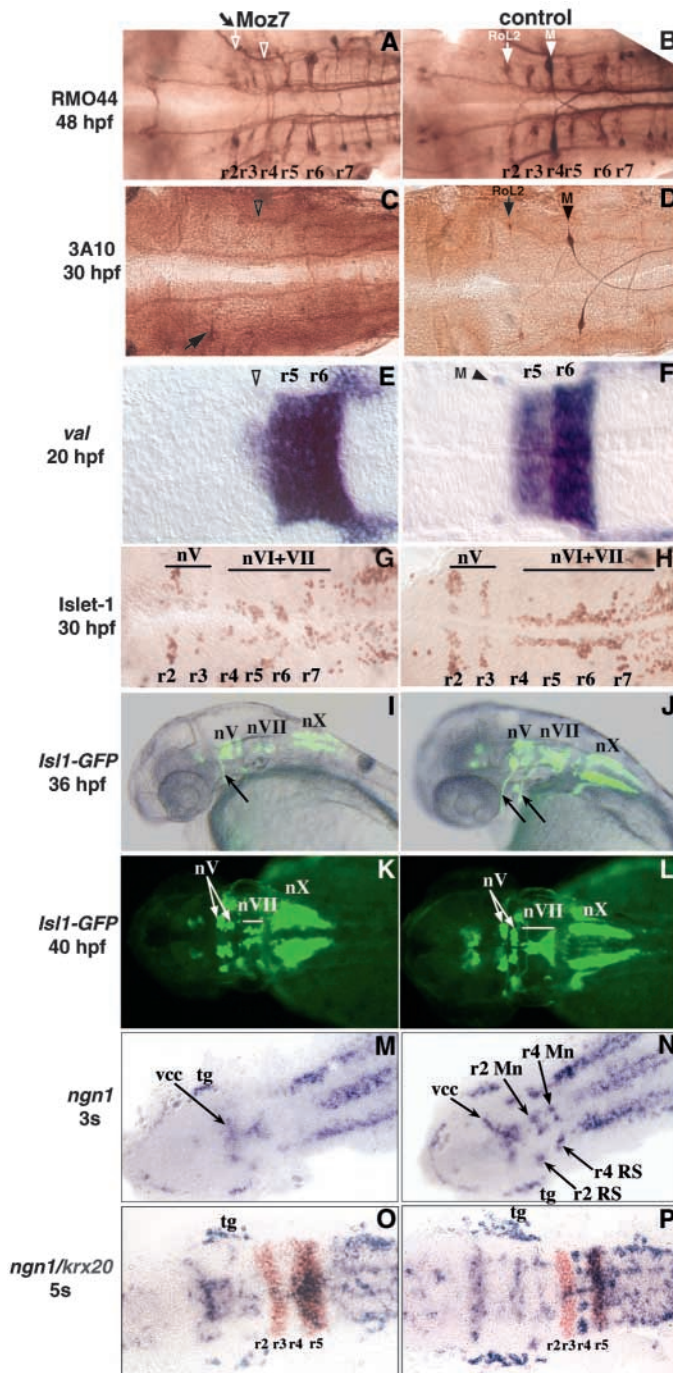 Moz7 control
A B
RoL2 M
RMO44
48 hpf
r2 r3 r4 r5 r6 r7 r2 r3 r4 r5 r6 r7
C D
RoL2 M
3A10
30 hpf
E F
r5 r6 M r5 r6
val
20 hpf
nV nVI+VII G nV nVI+VII H
Islet-1
30 hpf
r2 r3 r4 r5 r6 r7 r2 r3 r4 r5 r6 r7
I J
nV nVII nX nV nVII nX
Isl1-GFP
36 hpf
K L
nV nVII nX nV nVII nX
Isl1-GFP
40 hpf
M N
vcc tg vcc r2 Mn r4 Mn
ngn1
3s
tg r2 RS r4 RS
tg O tg P
ngn1/krx20
5s
r2 r3 r4 r5 r2 r3 r4 r5